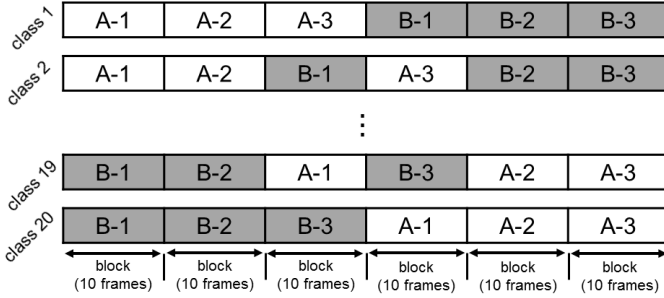 class 1 A-1 A-2 A-3 B-1 B-2 B-3
class 2 A-1 A-2 B-1 A-3 B-2 B-3
⋮
class 19 B-1 B-2 A-1 B-3 A-2 A-3
class 20 B-1 B-2 B-3 A-1 A-2 A-3
block block block block block block
(10 frames) (10 frames) (10 frames) (10 frames) (10 frames) (10 frames)